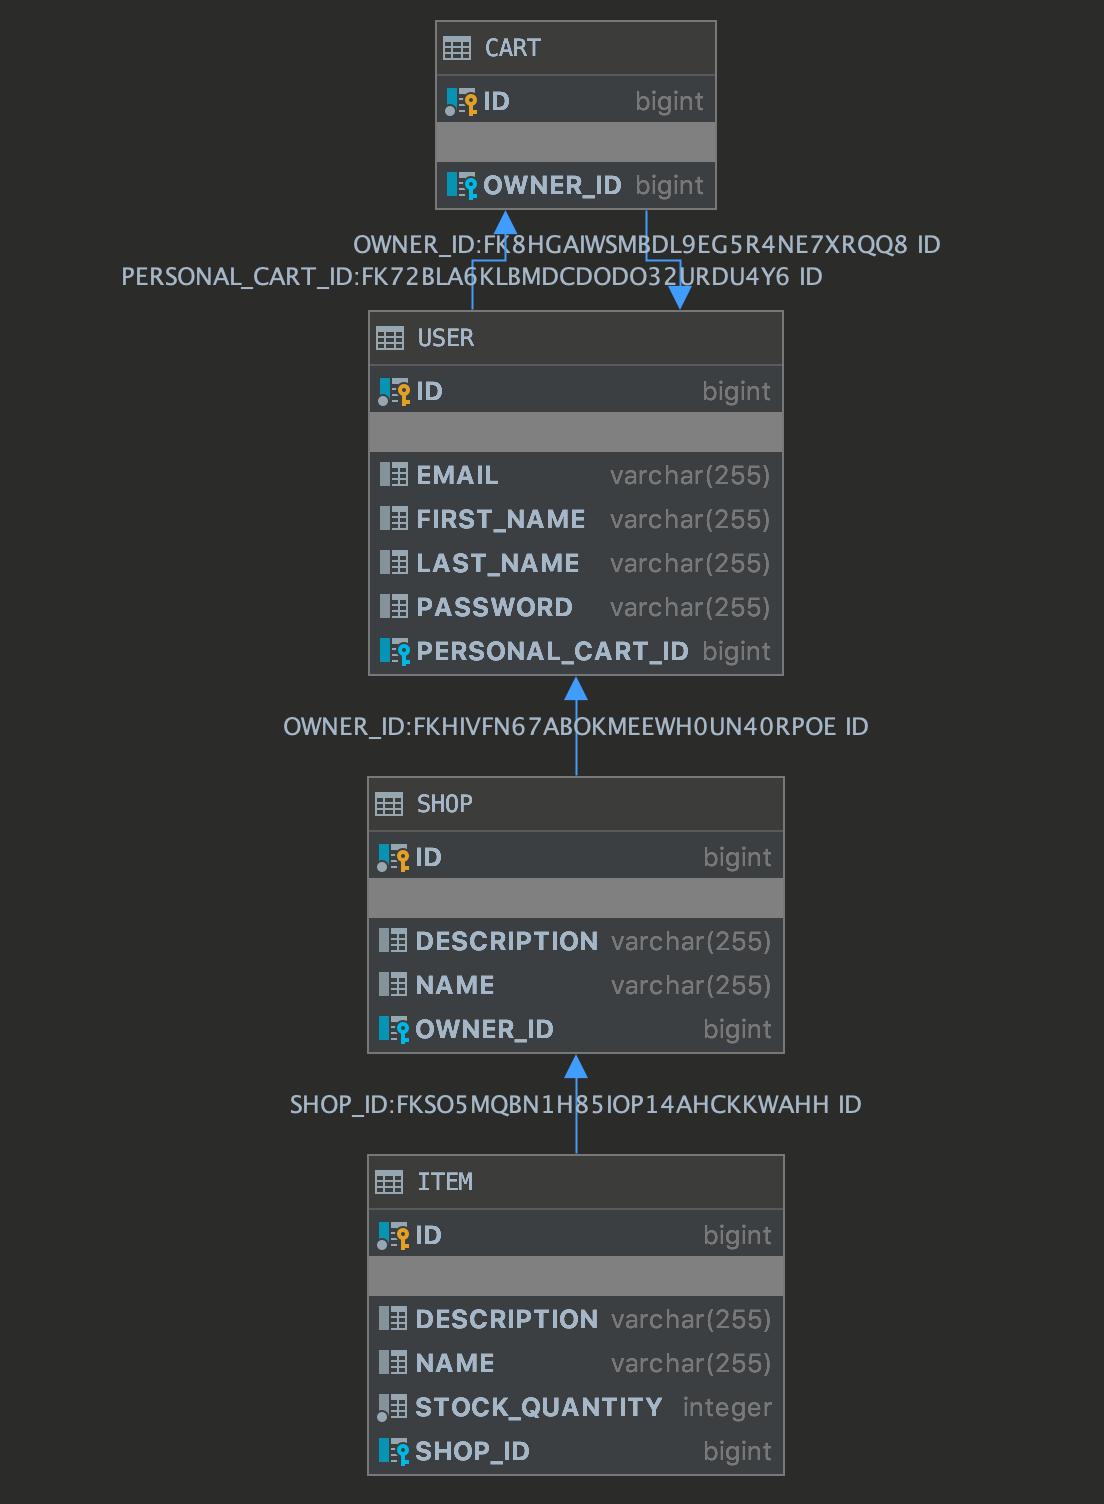 CART
ID bigint
OWNER_ID bigint
OWNER_ID:FK8HGAIWSMBDL9EG5R4NE7XRQQ8 ID
PERSONAL_CART_ID:FK72BLA6KLBMDCDODO32URDU4Y6 ID
USER
ID bigint
EMAIL varchar(255)
FIRST_NAME varchar(255)
LAST_NAME varchar(255)
PASSWORD varchar(255)
PERSONAL_CART_ID bigint
OWNER_ID:FKHIVFN67ABOKMEEWH0UN40RPOE ID
SHOP
ID bigint
DESCRIPTION varchar(255)
NAME varchar(255)
OWNER_ID bigint
SHOP_ID:FKSO5MQBN1H85IOP14AHCKKWAHH ID
ITEM
ID bigint
DESCRIPTION varchar(255)
NAME varchar(255)
STOCK_QUANTITY integer
SHOP_ID bigint